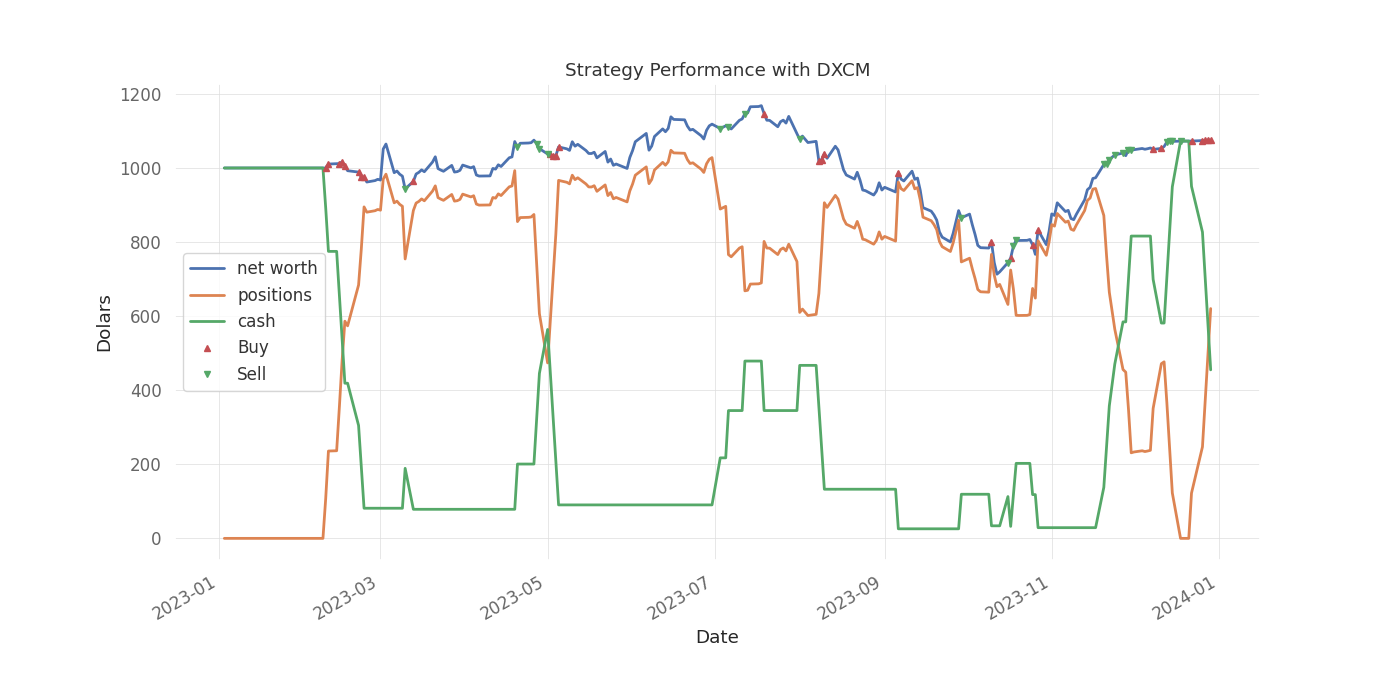 Strategy Performance with DXCM
1200
1000
800
600
400
200
0
Dolars
net worth
positions
cash
Buy
Sell
2023-01
2023-03
2023-05
2023-07
2023-09
2023-11
2024-01
Date